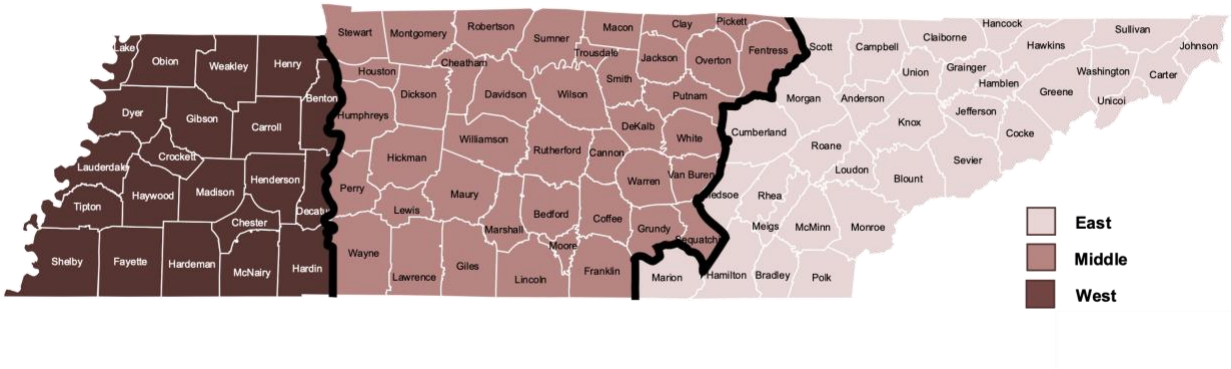 Lake
Obion
Weakley
Henry
Benton
Dyer
Gibson
Carroll
Crockett
Lauderdale
Haywood
Madison
Henderson
Decatu
Tipton
Chester
Shelby
Fayette
Hardeman
McNairy
Hardin
Stewart
Montgomery
Robertson
Sumner
Macon
Clay
Pickett
Trousdale
Jackson
Overton
Fentress
Houston
Cheatham
Smith
Dickson
Davidson
Wilson
Putnam
Humphreys
DeKalb
White
Williamson
Hickman
Rutherford
Cannon
Warren
Van Buren
Perry
Maury
Lewis
Bedford
Coffee
Marshall
Grundy
Sequatch
Moore
Wayne
Lawrence
Giles
Lincoln
Franklin
Scott
Campbell
Claiborne
Hancock
Hawkins
Sullivan
Johnson
Union
Grainger
Hamblen
Washington
Carter
Greene
Unicoi
Morgan
Anderson
Jefferson
Knox
Cocke
Cumberland
Roane
Sevier
Loudon
Blount
edsoe
Rhea
Meigs
McMinn
Monroe
Marion
Hamilton
Bradley
Polk
East
Middle
West